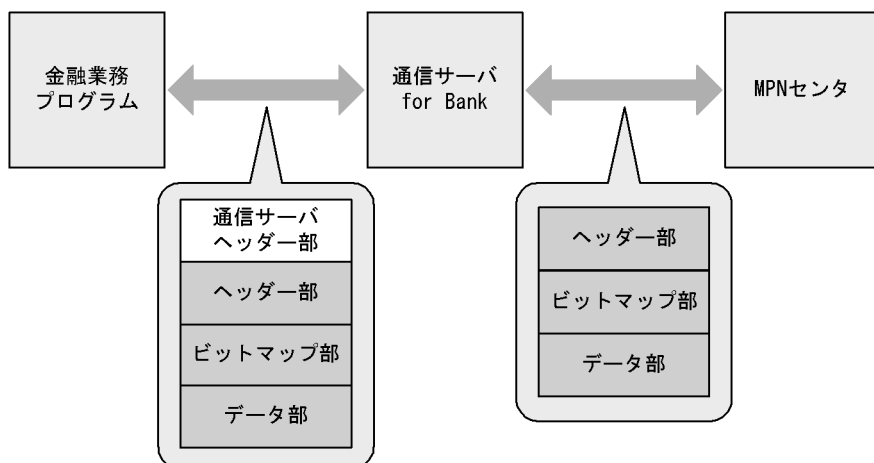 金融業務
プログラム
通信サーバ
for Bank
MPNセンタ
通信サーバ
ヘッダー部
ヘッダー部
ビットマップ部
データ部
ヘッダー部
ビットマップ部
データ部